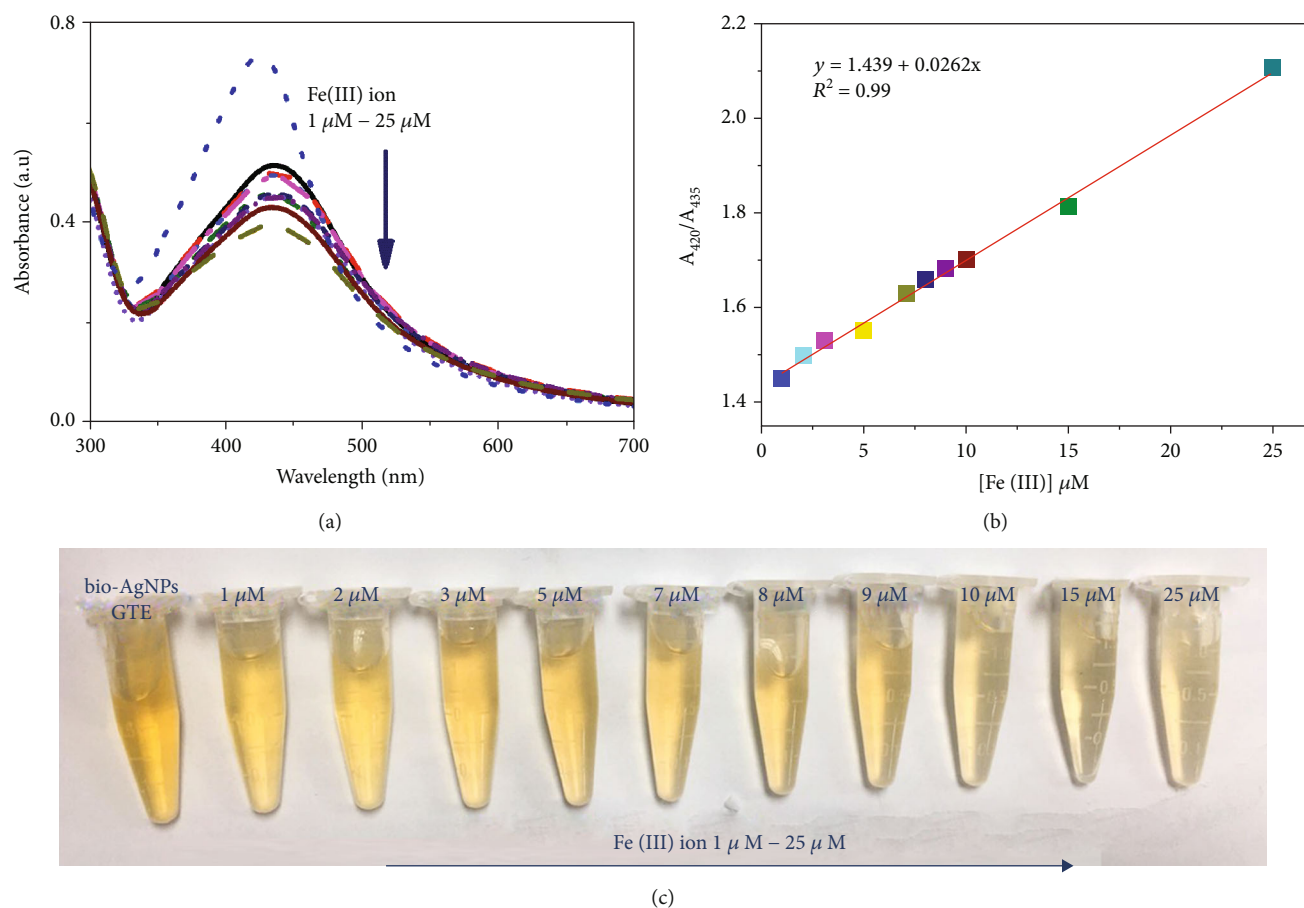 0.8
0.4
0.0
Absorbance (a.u)
Fe(III) ion
1 μM − 25 μM
300
400
500
600
700
Wavelength (nm)
(a)
2.2
2.0
1.8
1.6
1.4
A₄₂₀/A₄₃₅
y = 1.439 + 0.0262x
R² = 0.99
0
5
10
15
20
25
[Fe (III)] μM
(b)
bio-AgNPs
GTE
1 μM
2 μM
3 μM
5 μM
7 μM
8 μM
9 μM
10 μM
15 μM
25 μM
Fe (III) ion 1 μ M − 25 μ M
(c)